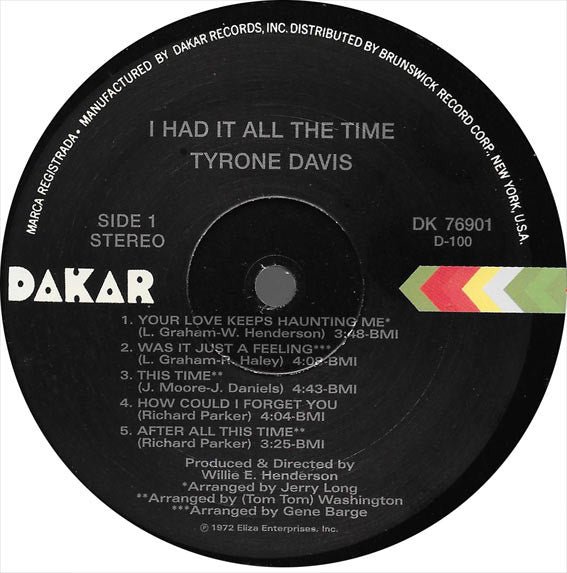 MARCA REGISTRADA • MANUFACTURED BY DAKAR RECORDS, INC. DISTRIBUTED BY BRUNSWICK RECORD CORP., NEW YORK, U.S.A.
I HAD IT ALL THE TIME
TYRONE DAVIS
SIDE 1
STEREO
DK 76901
D-100
DAKAR
1. YOUR LOVE KEEPS HAUNTING ME*
(L. Graham-W. Henderson) 3:48-BMI
2. WAS IT JUST A FEELING***
(L. Graham-R. Haley) 4:08-BMI
3. THIS TIME**
(J. Moore-J. Daniels) 4:43-BMI
4. HOW COULD I FORGET YOU
(Richard Parker) 4:04-BMI
5. AFTER ALL THIS TIME**
(Richard Parker) 3:25-BMI
Produced & Directed by
Willie E. Henderson
*Arranged by Jerry Long
**Arranged by (Tom Tom) Washington
***Arranged by Gene Barge
℗ 1972 Eliza Enterprises, Inc.